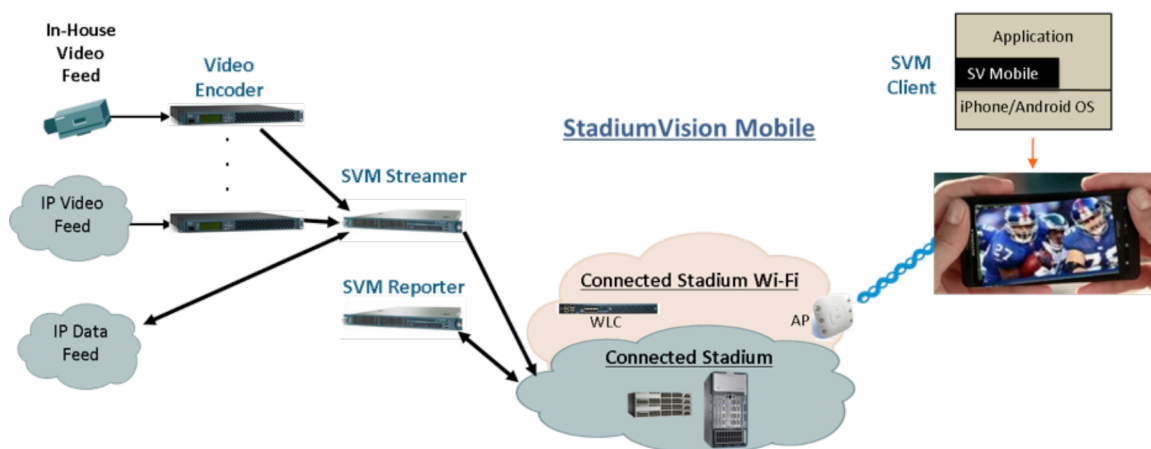 In-House
Video
Feed
Video
Encoder
IP Video
Feed
IP Data
Feed
SVM Streamer
SVM Reporter
StadiumVision Mobile
Connected Stadium Wi-Fi
WLC
AP
Connected Stadium
SVM
Client
Application
SV Mobile
iPhone/Android OS
27